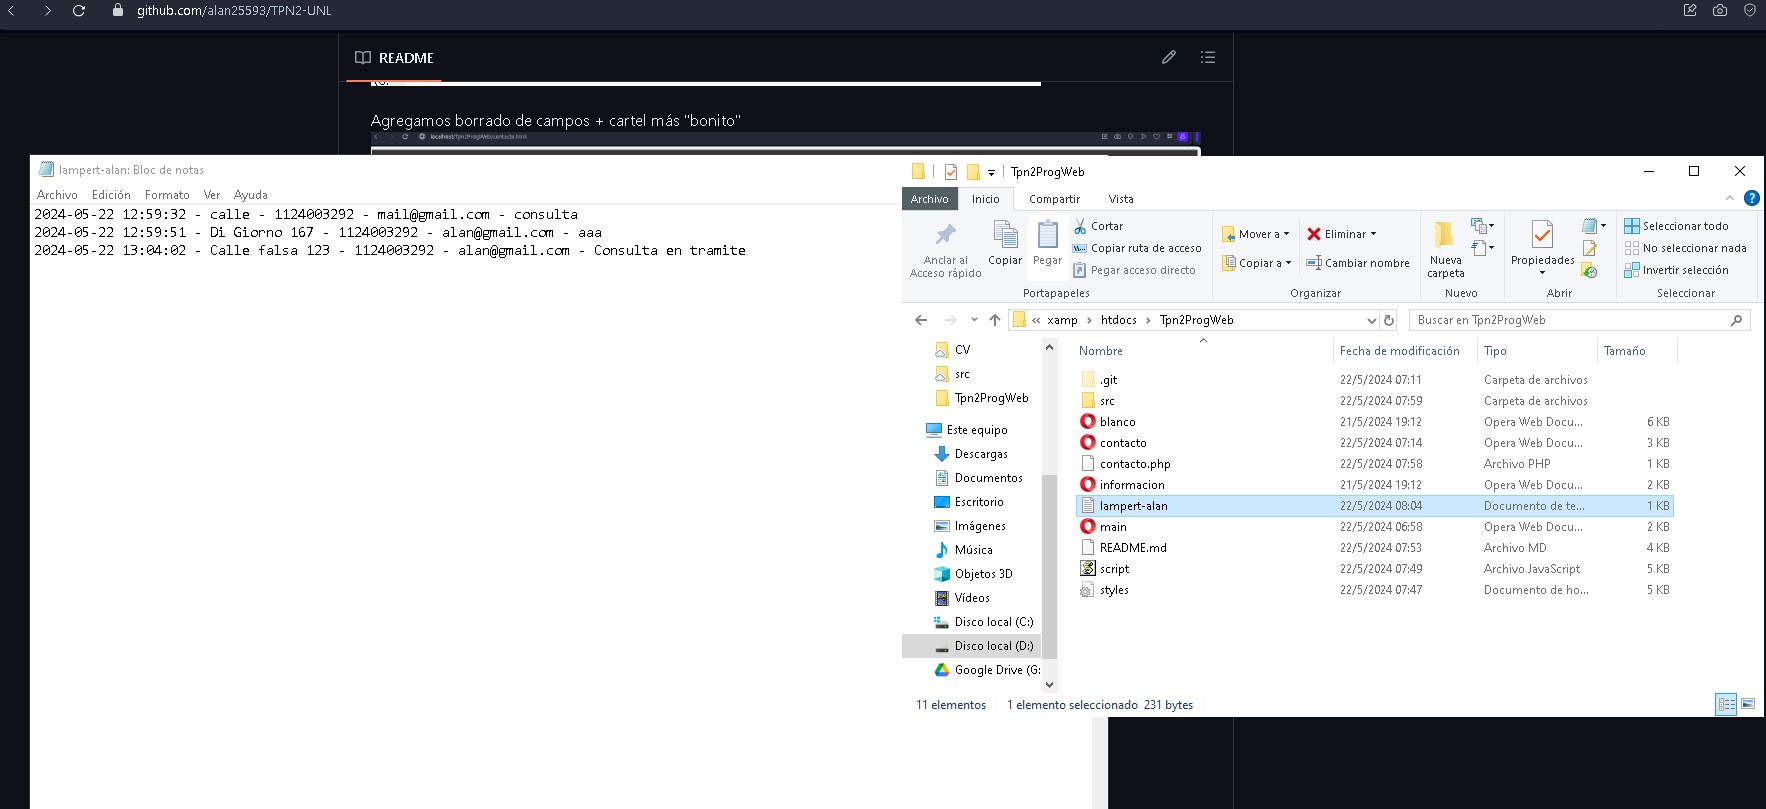 github.com/alan25593/TPN2-UNL
README
Agregamos borrado de campos + cartel más "bonito"
localhost/Tpn2ProgWeb/contacto.html
lampert-alan: Bloc de notas
Archivo Edición Formato Ver Ayuda
2024-05-22 12:59:32 - calle - 1124003292 - mail@gmail.com - consulta
2024-05-22 12:59:51 - Di Giorno 167 - 1124003292 - alan@gmail.com - aaa
2024-05-22 13:04:02 - Calle falsa 123 - 1124003292 - alan@gmail.com - Consulta en tramite
Tpn2ProgWeb
Archivo Inicio Compartir Vista
Anclar al
Acceso rápido
Copiar
Pegar
Cortar
Copiar ruta de acceso
Pegar acceso directo
Portapapeles
Mover a
Copiar a
Eliminar
Cambiar nombre
Organizar
Nueva
carpeta
Nuevo
Propiedades
Abrir
Seleccionar todo
No seleccionar nada
Invertir selección
Seleccionar
« xamp > htdocs > Tpn2ProgWeb
Buscar en Tpn2ProgWeb
CV
src
Tpn2ProgWeb
Este equipo
Descargas
Documentos
Escritorio
Imágenes
Música
Objetos 3D
Vídeos
Disco local (C:)
Disco local (D:)
Google Drive (G:
Nombre Fecha de modificación Tipo Tamaño
.git 22/5/2024 07:11 Carpeta de archivos
src 22/5/2024 07:59 Carpeta de archivos
blanco 21/5/2024 19:12 Opera Web Docu... 6 KB
contacto 22/5/2024 07:14 Opera Web Docu... 3 KB
contacto.php 22/5/2024 07:58 Archivo PHP 1 KB
informacion 21/5/2024 19:12 Opera Web Docu... 2 KB
lampert-alan 22/5/2024 08:04 Documento de te... 1 KB
main 22/5/2024 06:58 Opera Web Docu... 2 KB
README.md 22/5/2024 07:53 Archivo MD 4 KB
script 22/5/2024 07:49 Archivo JavaScript 5 KB
styles 22/5/2024 07:47 Documento de ho... 5 KB
11 elementos 1 elemento seleccionado 231 bytes